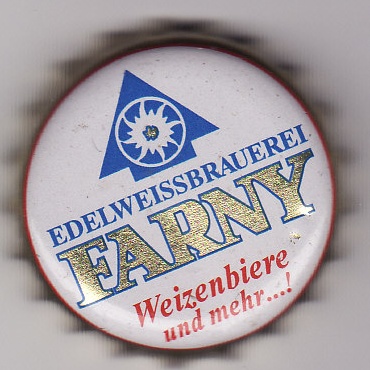 EDELWEISSBRAUEREI
FARNY
Weizenbiere
und mehr...!